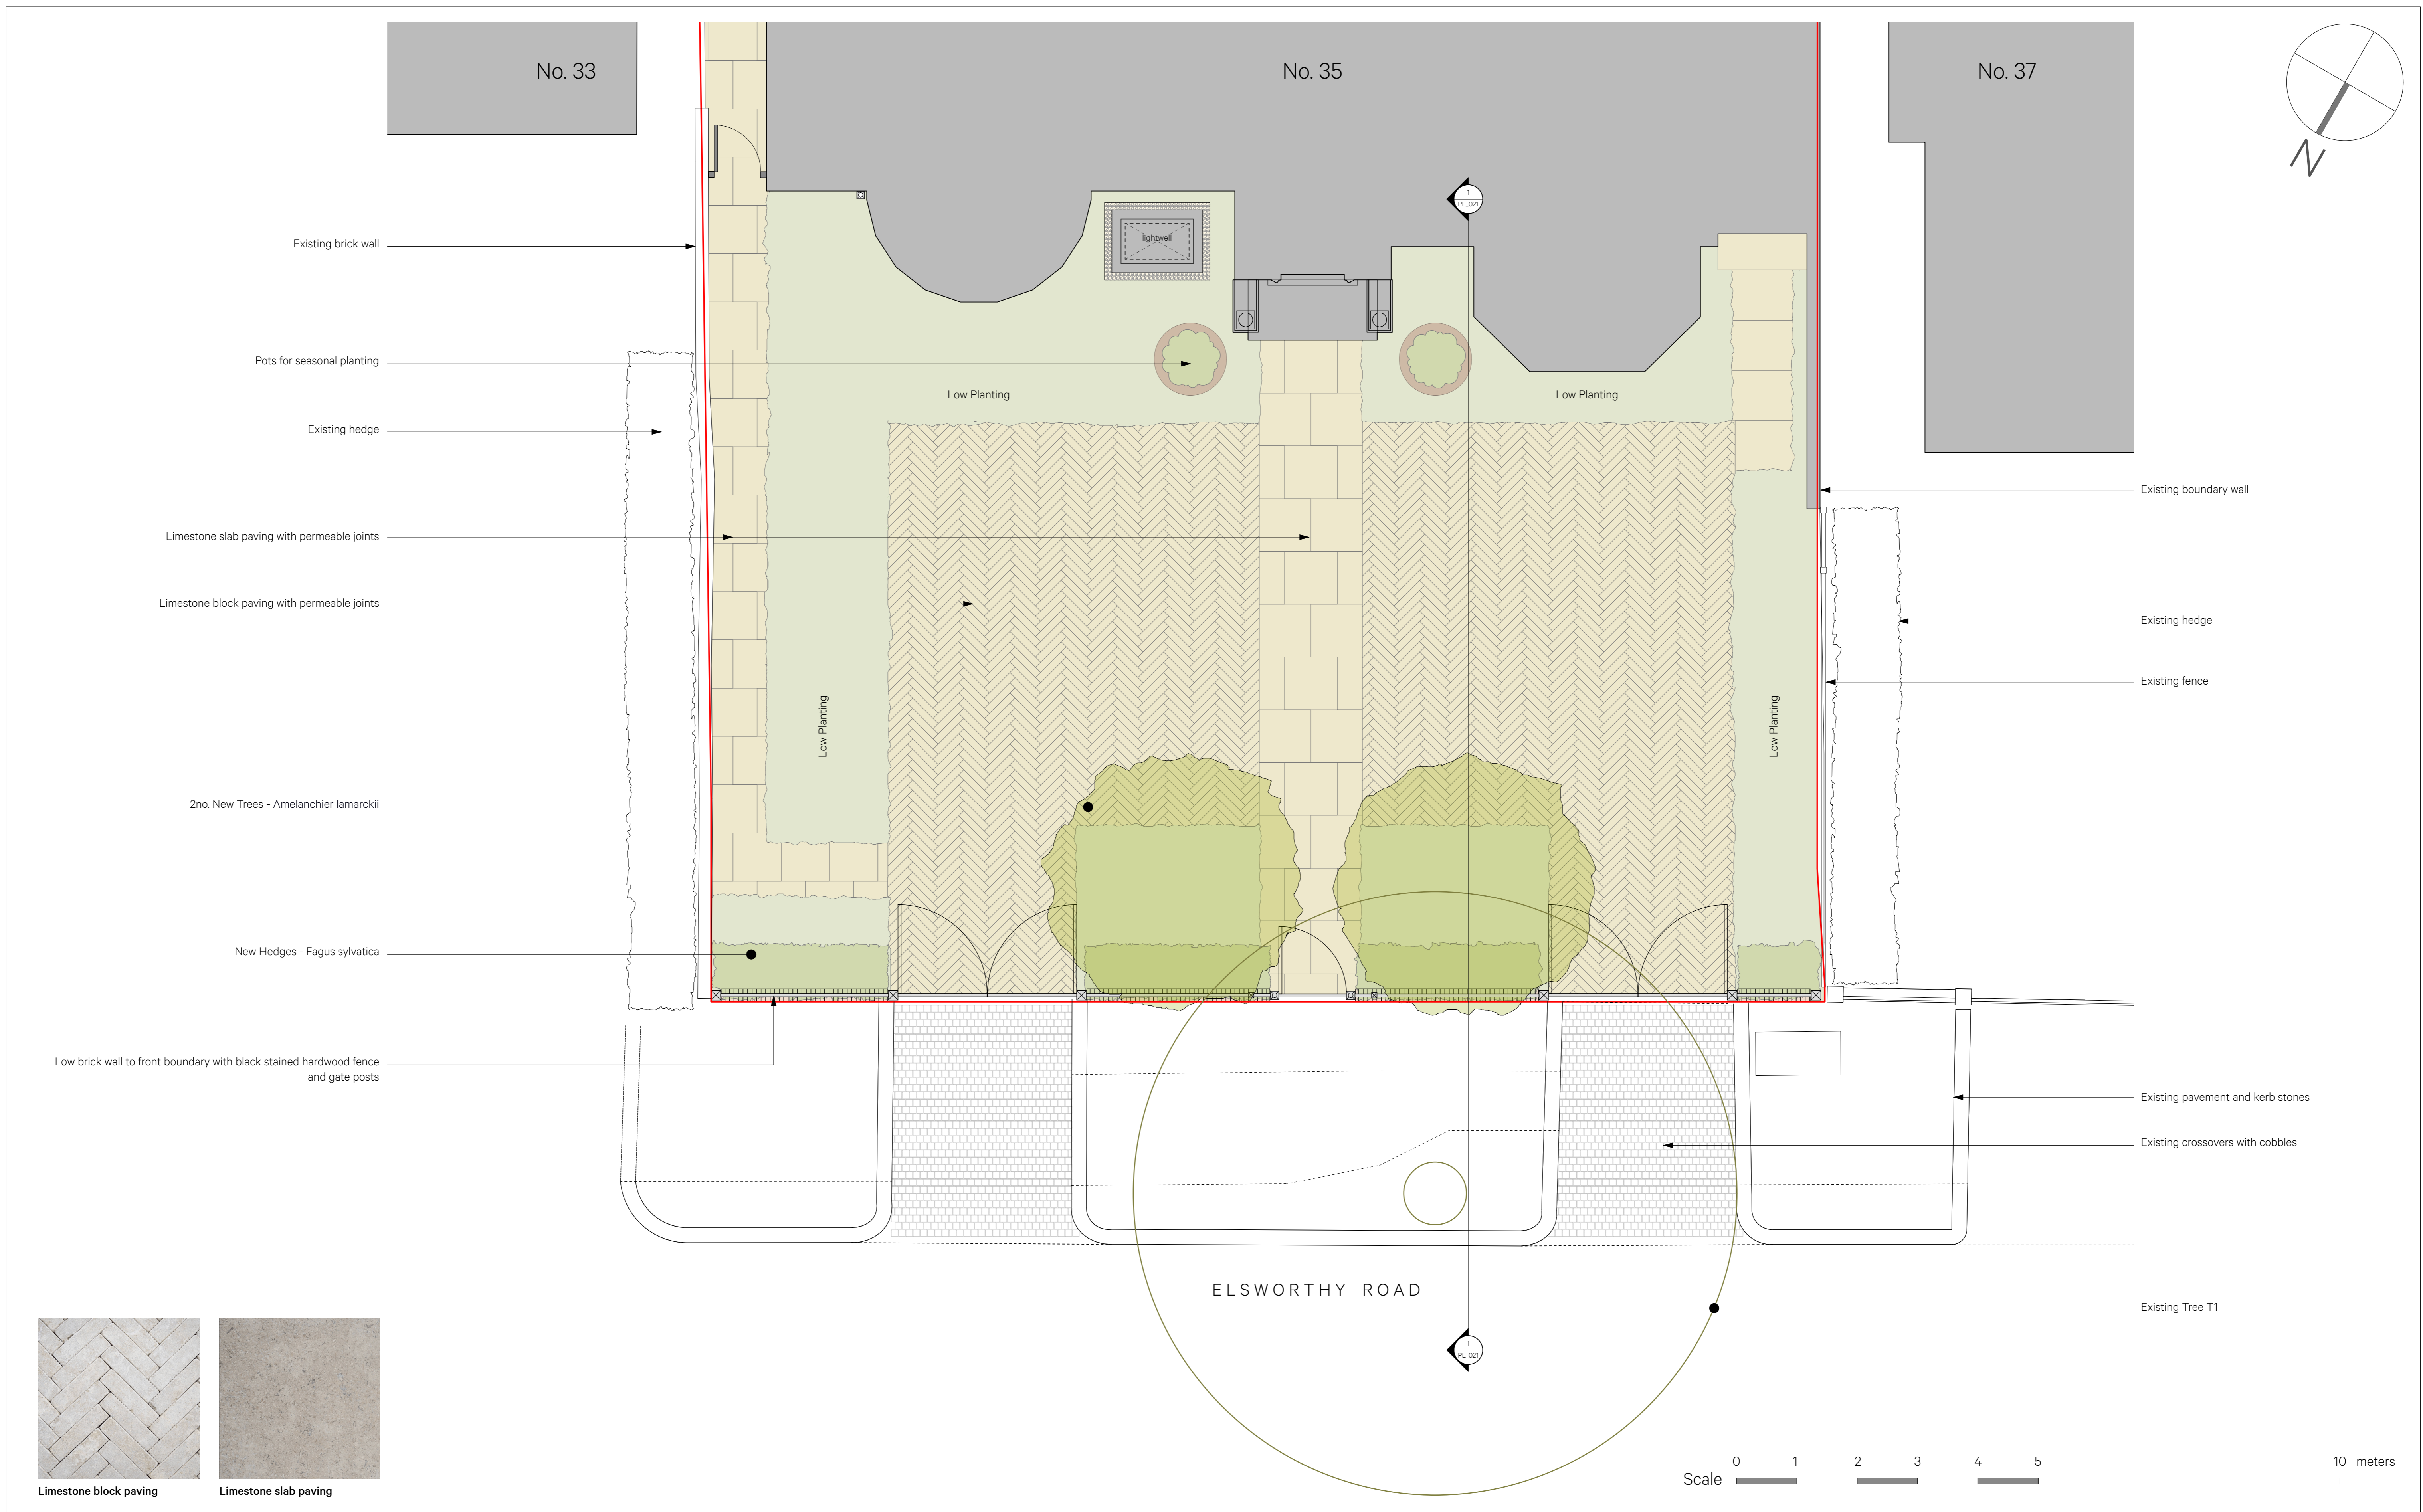 No. 33
No. 35
No. 37
N
1
PL_021
lightwell
Existing brick wall
Pots for seasonal planting
Low Planting
Low Planting
Existing hedge
Existing boundary wall
Limestone slab paving with permeable joints
Limestone block paving with permeable joints
Existing hedge
Existing fence
Low Planting
Low Planting
2no. New Trees - Amelanchier lamarckii
New Hedges - Fagus sylvatica
Low brick wall to front boundary with black stained hardwood fence
and gate posts
Existing pavement and kerb stones
Existing crossovers with cobbles
ELSWORTHY ROAD
Existing Tree T1
1
PL_021
Limestone block paving
Limestone slab paving
0 1 2 3 4 5 10 meters
Scale